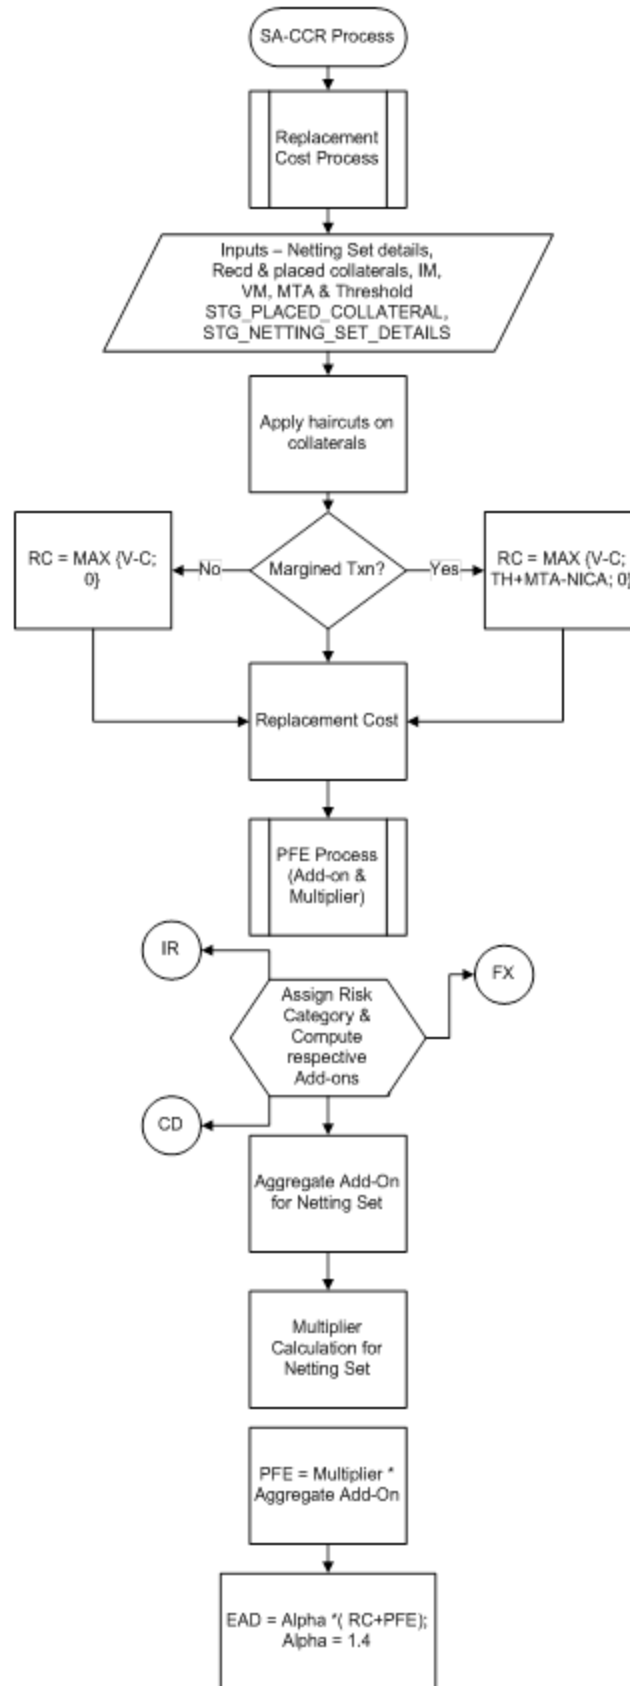 SA-CCR Process
Replacement
Cost Process
Inputs – Netting Set details,
Recd & placed collaterals, IM,
VM, MTA & Threshold
STG_PLACED_COLLATERAL,
STG_NETTING_SET_DETAILS
Apply haircuts on
collaterals
RC = MAX {V-C;
0}
No
Margined Txn?
Yes
RC = MAX {V-C;
TH+MTA-NICA; 0}
Replacement Cost
PFE Process
(Add-on &
Multiplier)
IR
FX
Assign Risk
Category &
Compute
respective
Add-ons
CD
Aggregate Add-On
for Netting Set
Multiplier
Calculation for
Netting Set
PFE = Multiplier *
Aggregate Add-On
EAD = Alpha *( RC+PFE);
Alpha = 1.4